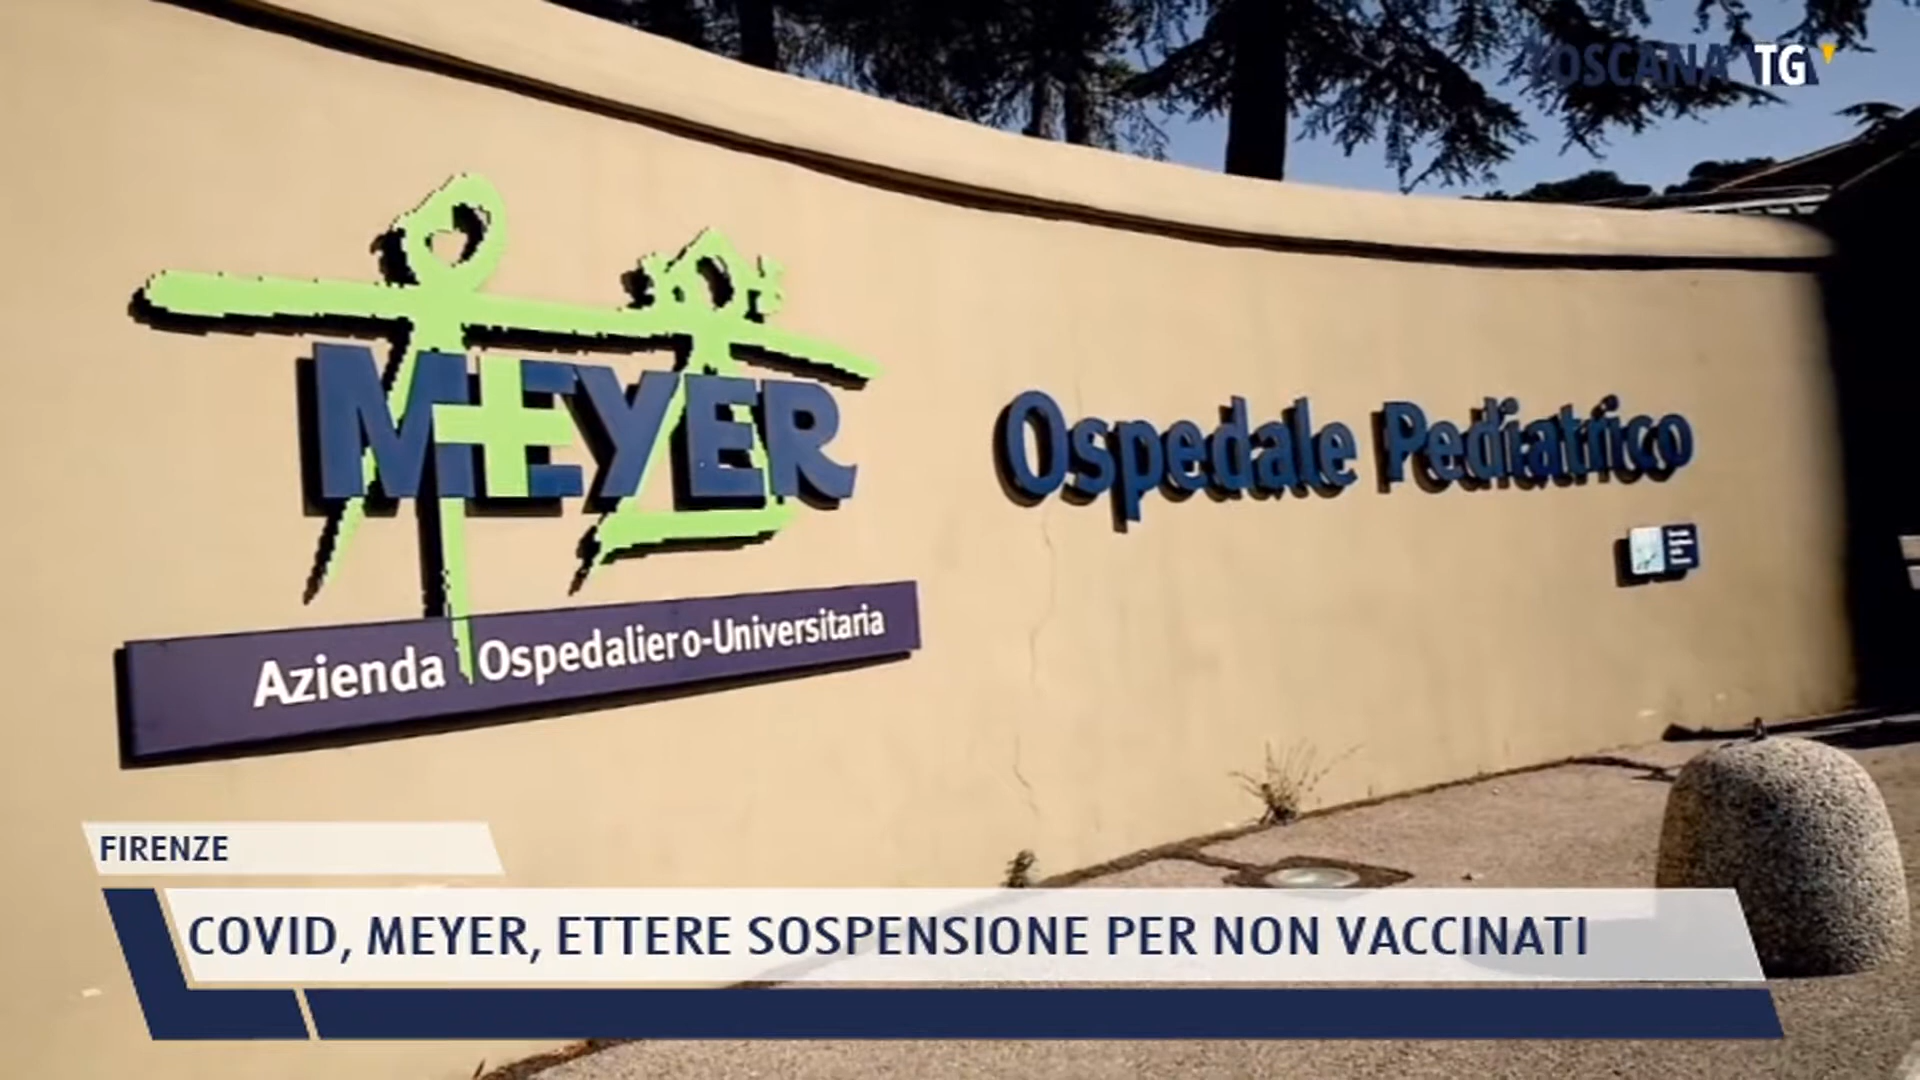 TOSCANA TG
MEYER
Ospedale Pediatrico
Azienda Ospedaliero-Universitaria
FIRENZE
COVID, MEYER, ETTERE SOSPENSIONE PER NON VACCINATI